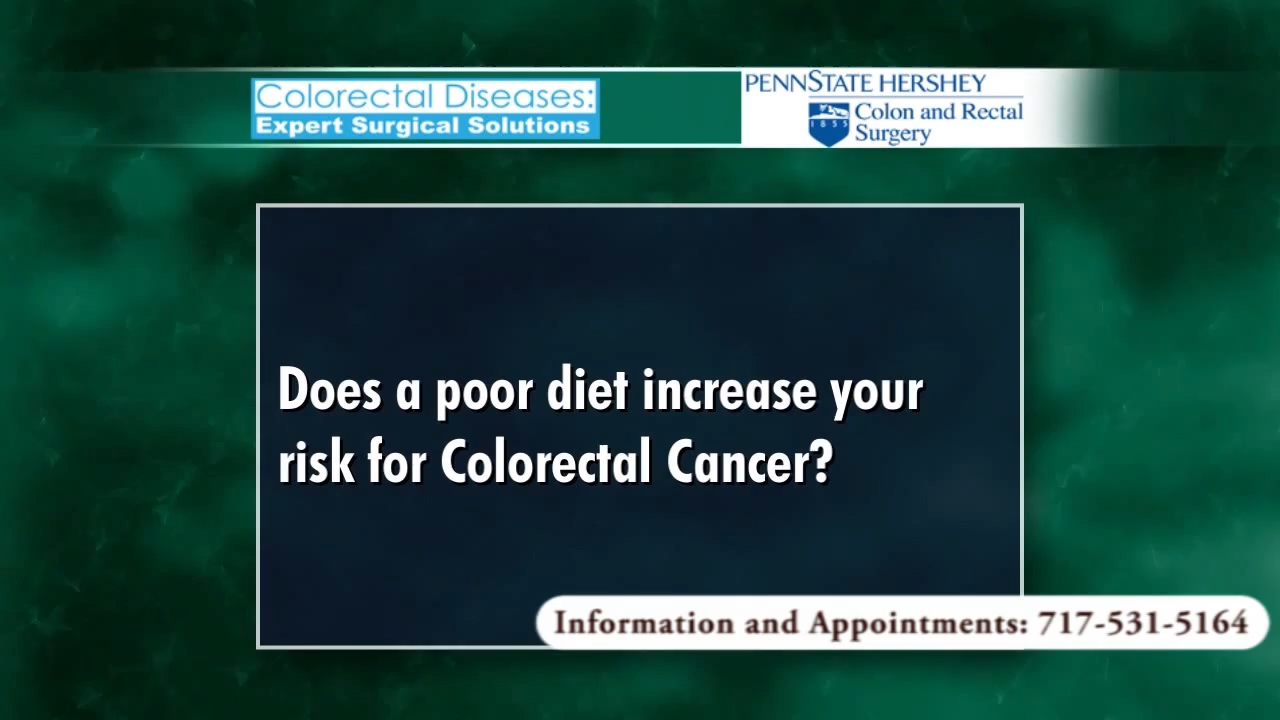 Colorectal Diseases:
Expert Surgical Solutions
PENNSTATE HERSHEY
1855
Colon and Rectal
Surgery
Does a poor diet increase your
risk for Colorectal Cancer?
Information and Appointments: 717-531-5164